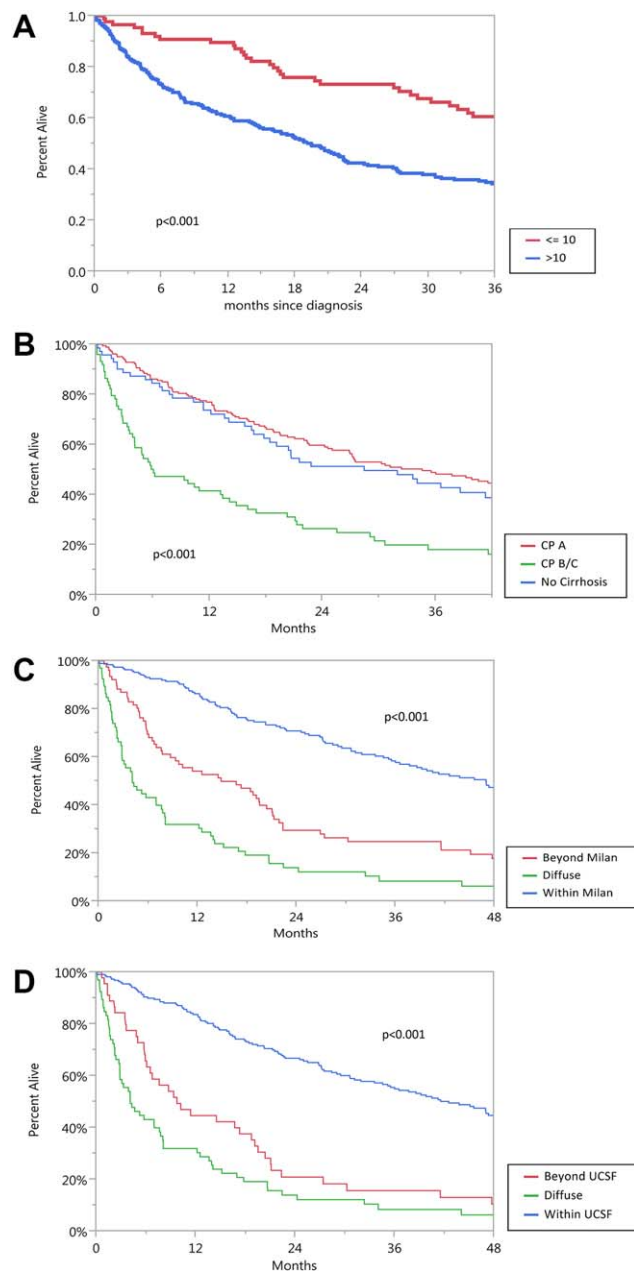 A
1.0
0.8
0.6
0.4
0.2
0.0
Percent Alive
p<0.001
0 6 12 18 24 30 36
months since diagnosis
<= 10
>10
B
100%
80%
60%
40%
20%
0%
Percent Alive
p<0.001
0 12 24 36
Months
CP A
CP B/C
No Cirrhosis
C
100%
80%
60%
40%
20%
0%
Percent Alive
p<0.001
0 12 24 36 48
Months
Beyond Milan
Diffuse
Within Milan
D
100%
80%
60%
40%
20%
0%
Percent Alive
p<0.001
0 12 24 36 48
Months
Beyond UCSF
Diffuse
Within UCSF